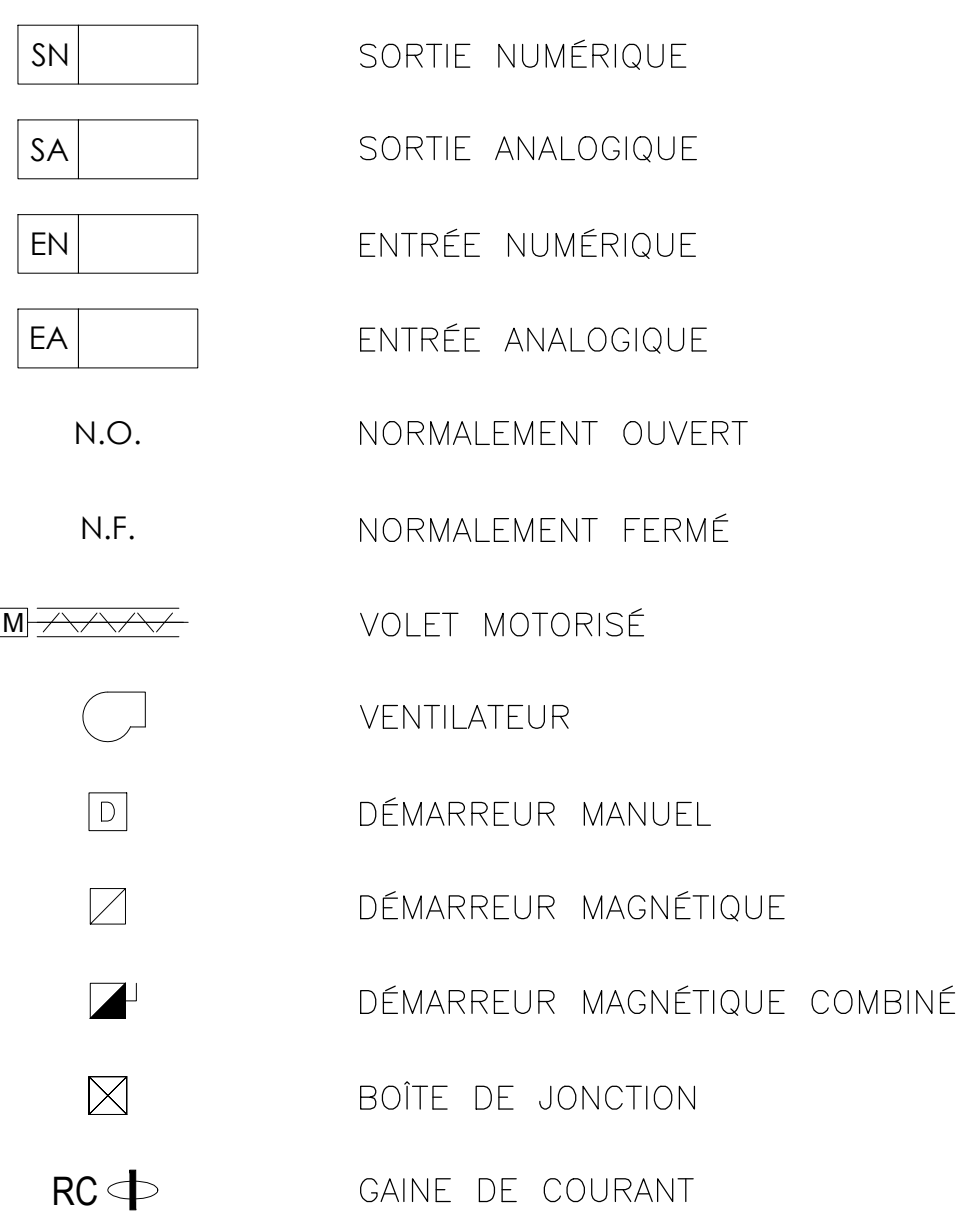 SN SORTIE NUMÉRIQUE
SA SORTIE ANALOGIQUE
EN ENTRÉE NUMÉRIQUE
EA ENTRÉE ANALOGIQUE
N.O. NORMALEMENT OUVERT
N.F. NORMALEMENT FERMÉ
M VOLET MOTORISÉ
VENTILATEUR
D DÉMARREUR MANUEL
DÉMARREUR MAGNÉTIQUE
DÉMARREUR MAGNÉTIQUE COMBINÉ
BOÎTE DE JONCTION
RC GAINE DE COURANT